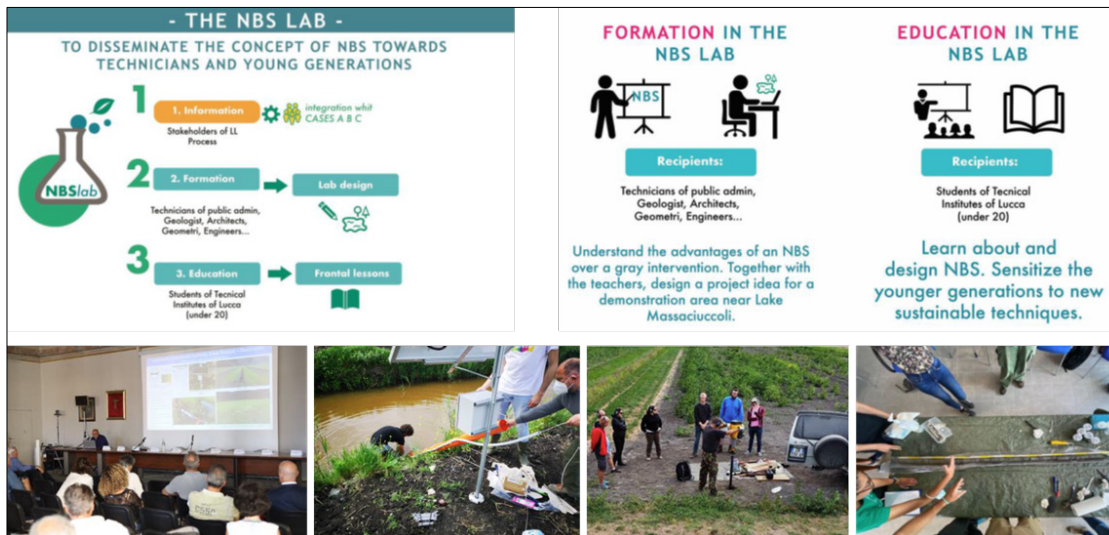 - THE NBS LAB -
TO DISSEMINATE THE CONCEPT OF NBS TOWARDS
TECHNICIANS AND YOUNG GENERATIONS
NBSlab
1
1. Information
integration whit
CASES A B C
Stakeholders of LL
Process
2
2. Formation
Lab design
Technicians of public admin,
Geologist, Architects,
Geometri, Engineers...
3
3. Education
Frontal lessons
Students of Tecnical
Institutes of Lucca
(under 20)
FORMATION IN THE
NBS LAB
NBS
Recipients:
Technicians of public admin,
Geologist, Architects,
Geometri, Engineers...
Understand the advantages of an NBS
over a gray intervention. Together with
the teachers, design a project idea for a
demonstration area near Lake
Massaciuccoli.
EDUCATION IN THE
NBS LAB
Recipients:
Students of Tecnical
Institutes of Lucca
(under 20)
Learn about and
design NBS. Sensitize the
younger generations to new
sustainable techniques.